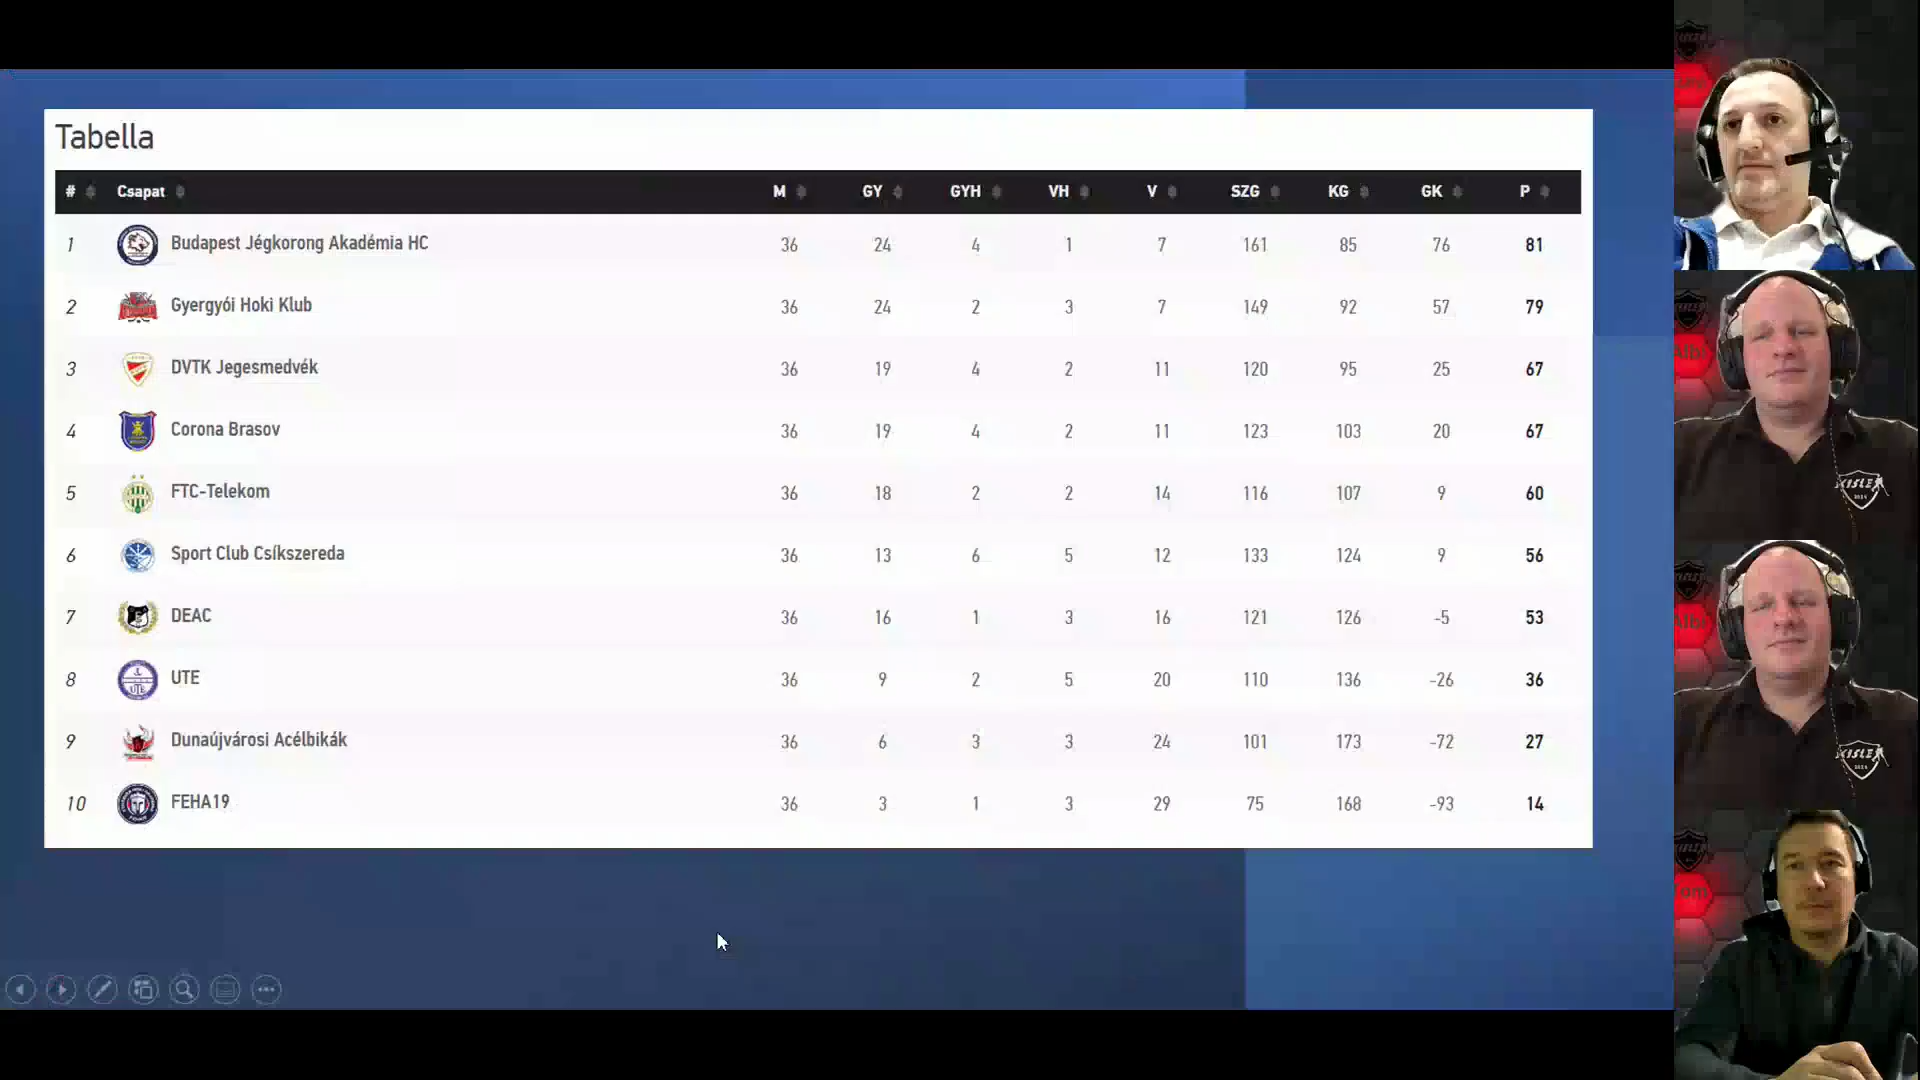 Tabella
# Csapat M GY GYH VH V SZG KG GK P
1 Budapest Jégkorong Akadémia HC 36 24 4 1 7 161 85 76 81
2 Gyergyói Hoki Klub 36 24 2 3 7 149 92 57 79
3 DVTK Jegesmedvék 36 19 4 2 11 120 95 25 67
4 Corona Brasov 36 19 4 2 11 123 103 20 67
5 FTC-Telekom 36 18 2 2 14 116 107 9 60
6 Sport Club Csíkszereda 36 13 6 5 12 133 124 9 56
7 DEAC 36 16 1 3 16 121 126 -5 53
8 UTE 36 9 2 5 20 110 136 -26 36
9 Dunaújvárosi Acélbikák 36 6 3 3 24 101 173 -72 27
10 FEHA19 36 3 1 3 29 75 168 -93 14